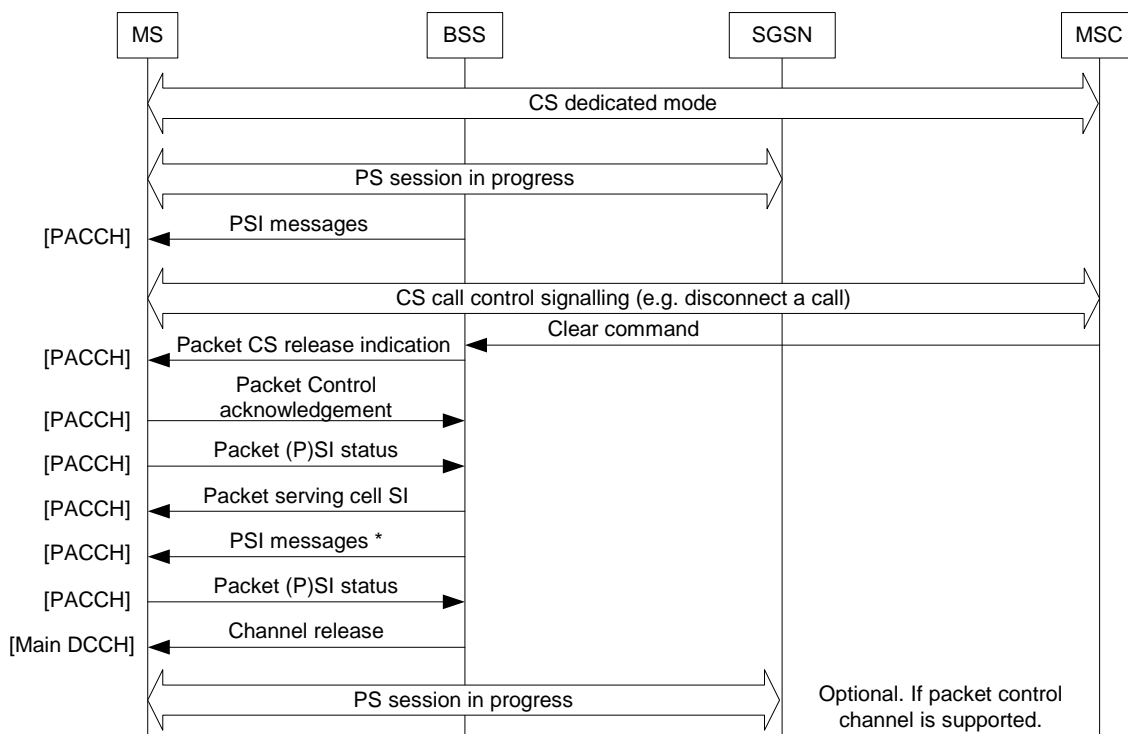 MS
BSS
SGSN
MSC
CS dedicated mode
PS session in progress
PSI messages
[PACCH]
CS call control signalling (e.g. disconnect a call)
Clear command
Packet CS release indication
[PACCH]
Packet Control
acknowledgement
[PACCH]
Packet (P)SI status
[PACCH]
Packet serving cell SI
[PACCH]
PSI messages *
[PACCH]
Packet (P)SI status
[PACCH]
Channel release
[Main DCCH]
PS session in progress
Optional. If packet control
channel is supported.